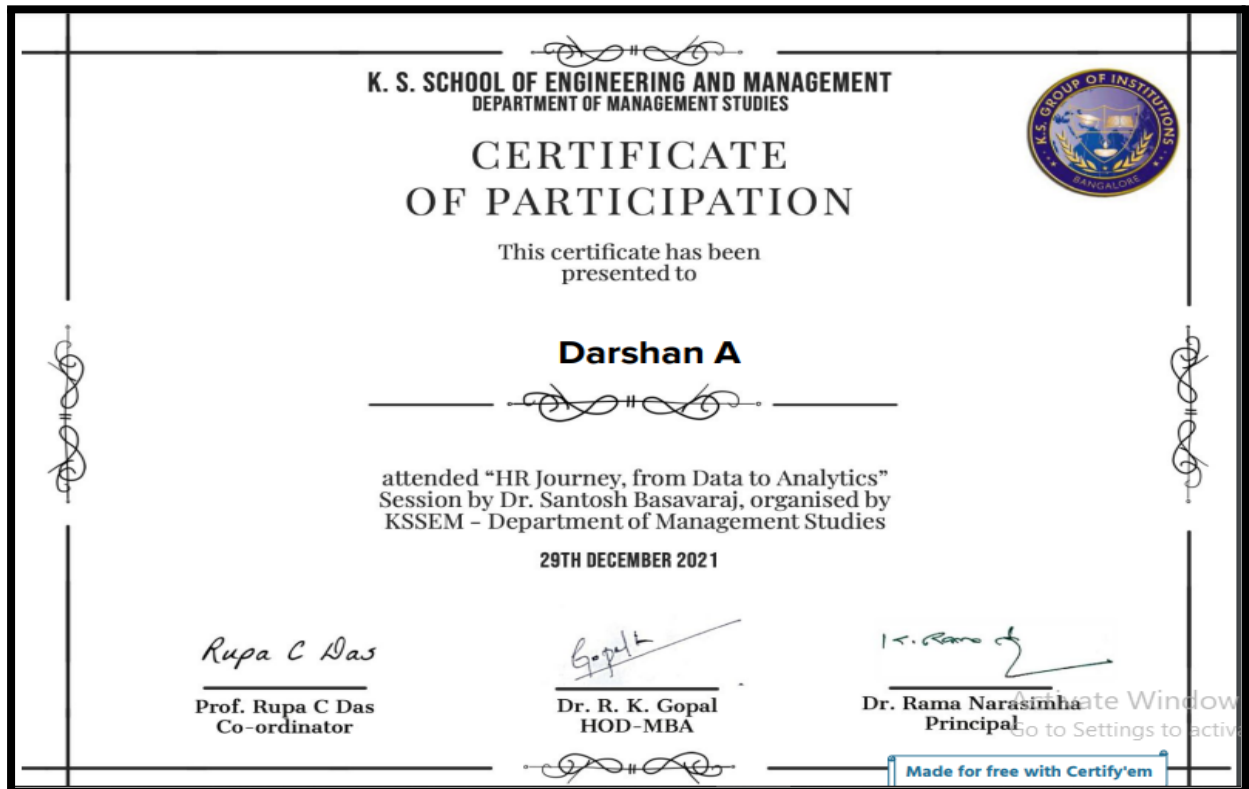 K. S. SCHOOL OF ENGINEERING AND MANAGEMENT
DEPARTMENT OF MANAGEMENT STUDIES
K.S. GROUP OF INSTITUTIONS
BANGALORE
CERTIFICATE
OF PARTICIPATION
This certificate has been
presented to
Darshan A
attended “HR Journey, from Data to Analytics”
Session by Dr. Santosh Basavaraj, organised by
KSSEM – Department of Management Studies
29TH DECEMBER 2021
Rupa C Das
Prof. Rupa C Das
Co-ordinator
Gopal
Dr. R. K. Gopal
HOD-MBA
Dr. Rama Narasimha
Principal
Activate Window
Go to Settings to activ
Made for free with Certify'em